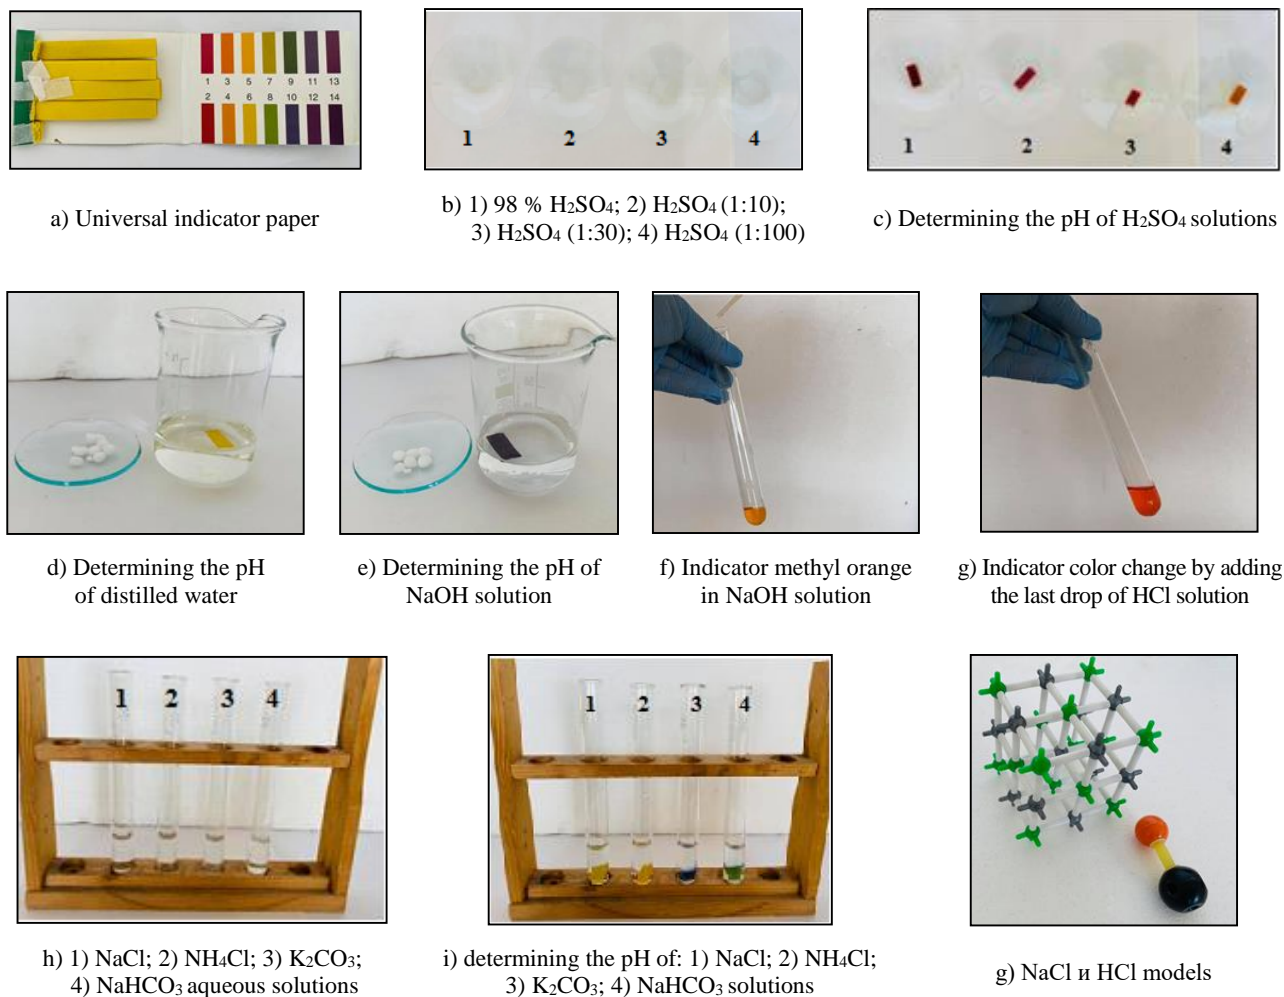 1 3 5 7 9 11 13
2 4 6 8 10 12 14
a) Universal indicator paper
1 2 3 4
b) 1) 98 % H₂SO₄; 2) H₂SO₄ (1:10);
3) H₂SO₄ (1:30); 4) H₂SO₄ (1:100)
1 2 3 4
c) Determining the pH of H₂SO₄ solutions
d) Determining the pH
of distilled water
e) Determining the pH of
NaOH solution
f) Indicator methyl orange
in NaOH solution
g) Indicator color change by adding
the last drop of HCl solution
1 2 3 4
h) 1) NaCl; 2) NH₄Cl; 3) K₂CO₃;
4) NaHCO₃ aqueous solutions
1 2 3 4
i) determining the pH of: 1) NaCl; 2) NH₄Cl;
3) K₂CO₃; 4) NaHCO₃ solutions
g) NaCl и HCl models